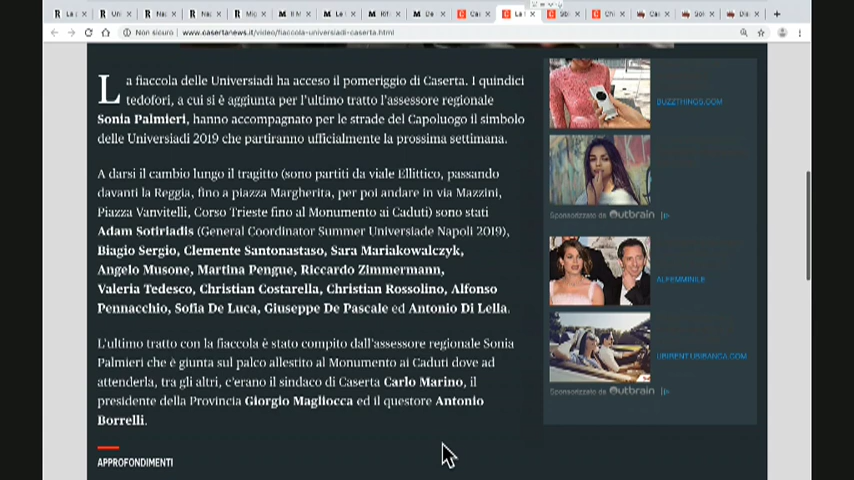 Non sicuro | www.casertanews.it/video/fiaccola-universiadi-caserta.html
La fiaccola delle Universiadi ha acceso il pomeriggio di Caserta. I quindici
tedofori, a cui si è aggiunta per l'ultimo tratto l'assessore regionale
Sonia Palmieri, hanno accompagnato per le strade del Capoluogo il simbolo
delle Universiadi 2019 che partiranno ufficialmente la prossima settimana.
A darsi il cambio lungo il tragitto (sono partiti da viale Ellittico, passando
davanti la Reggia, fino a piazza Margherita, per poi andare in via Mazzini,
Piazza Vanvitelli, Corso Trieste fino al Monumento ai Caduti) sono stati
Adam Sotiriadis (General Coordinator Summer Universiade Napoli 2019),
Biagio Sergio, Clemente Santonastaso, Sara Mariakowalczyk,
Angelo Musone, Martina Pengue, Riccardo Zimmermann,
Valeria Tedesco, Christian Costarella, Christian Rossolino, Alfonso
Pennacchio, Sofia De Luca, Giuseppe De Pascale ed Antonio Di Lella.
L'ultimo tratto con la fiaccola è stato compito dall'assessore regionale Sonia
Palmieri che è giunta sul palco allestito al Monumento ai Caduti dove ad
attenderla, tra gli altri, c'erano il sindaco di Caserta Carlo Marino, il
presidente della Provincia Giorgio Magliocca ed il questore Antonio
Borrelli.
APPROFONDIMENTI
BUZZTHINGS.COM
Sponsorizzato da Outbrain
ALFEMMINILE
UBIRENT.UBIBANCA.COM
Sponsorizzato da Outbrain